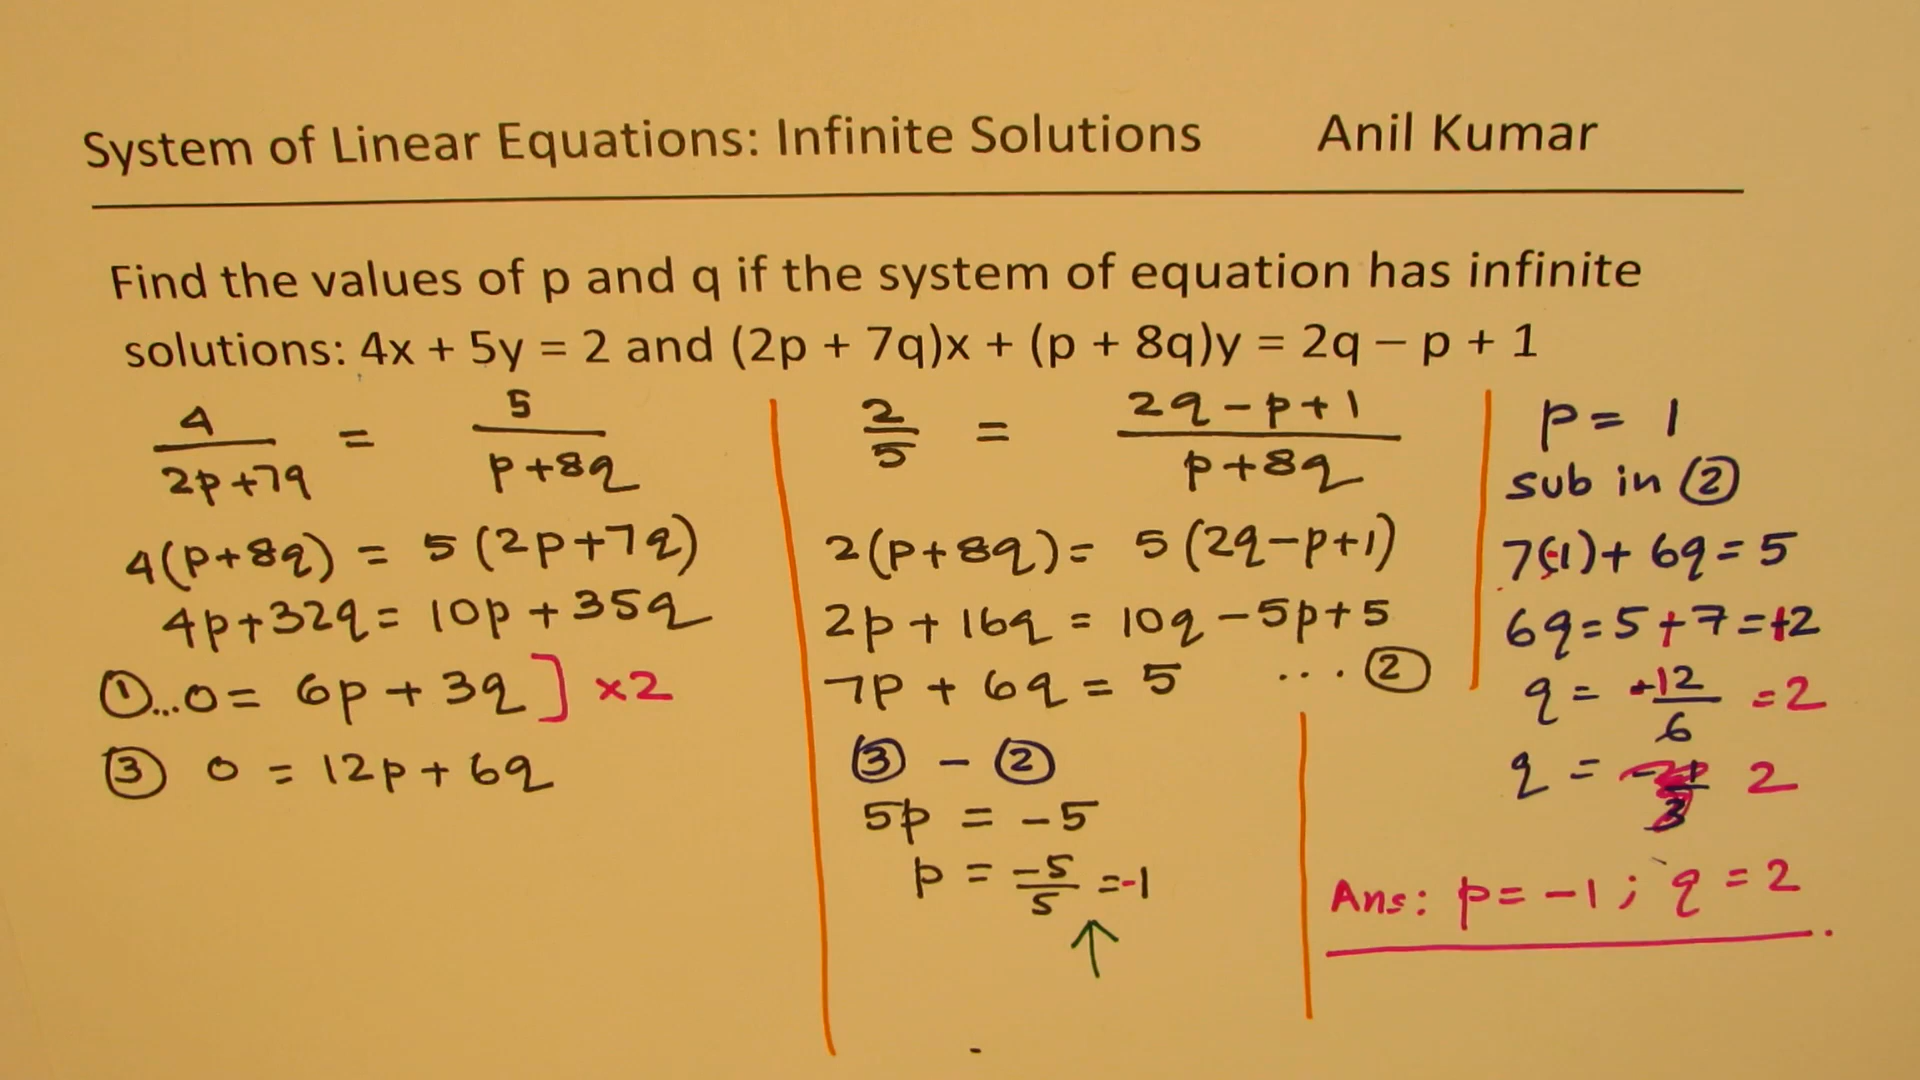 System of Linear Equations: Infinite Solutions Anil Kumar
Find the values of p and q if the system of equation has infinite
solutions: 4x + 5y = 2 and (2p + 7q)x + (p + 8q)y = 2q – p + 1
4/(2p+7q) = 5/(p+8q)
4(p+8q) = 5(2p+7q)
4p+32q = 10p+35q
①...0 = 6p+3q] ×2
③ 0 = 12p+6q
2/5 = (2q-p+1)/(p+8q)
2(p+8q) = 5(2q-p+1)
2p+16q = 10q-5p+5
7p+6q = 5 ...②
③ - ②
5p = -5
p = -5/5 = -1
p = 1
sub in ②
7(-1)+6q=5
6q=5+7=12
q = +12/6 = 2
q = 2
Ans: p=-1; q=2